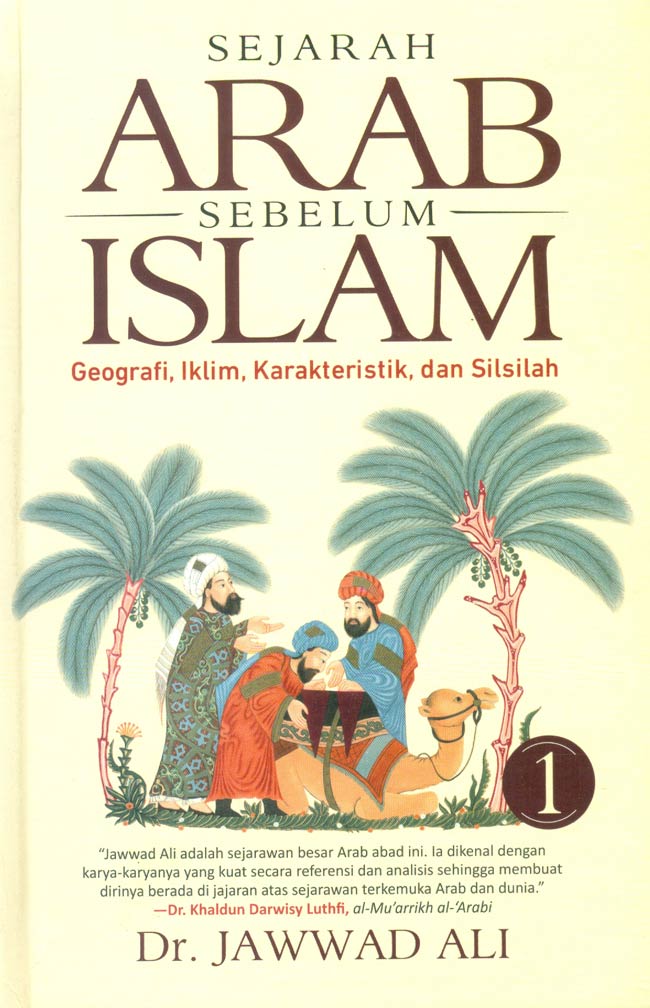 SEJARAH
ARAB
SEBELUM
ISLAM
Geografi, Iklim, Karakteristik, dan Silsilah
1
“Jawwad Ali adalah sejarawan besar Arab abad ini. Ia dikenal dengan
karya-karyanya yang kuat secara referensi dan analisis sehingga membuat
dirinya berada di jajaran atas sejarawan terkemuka Arab dan dunia.”
—Dr. Khaldun Darwisy Luthfi, al-Mu’arrikh al-‘Arabi
Dr. JAWWAD ALI